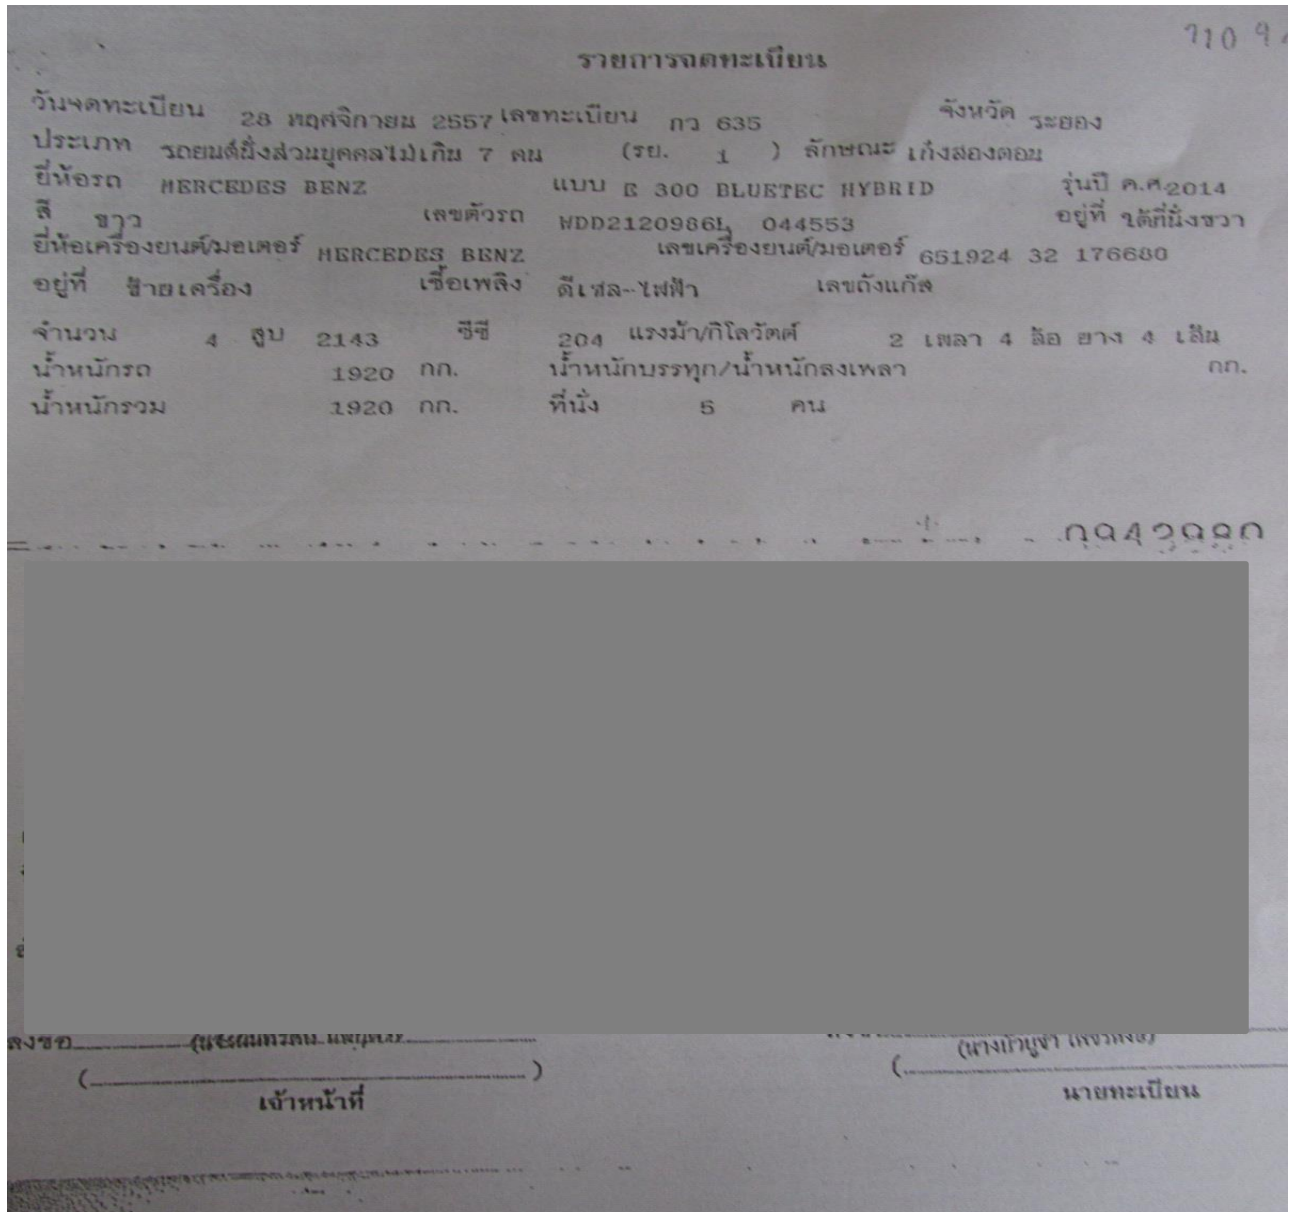 710 9
รายการจดทะเบียน
วันจดทะเบียน 28 พฤศจิกายน 2557 เลขทะเบียน กว 635 จังหวัด ระยอง
ประเภท รถยนต์นั่งส่วนบุคคลไม่เกิน 7 คน (รย. 1 ) ลักษณะ เก๋งสองตอน
ยี่ห้อรถ MERCEDES BENZ แบบ E 300 BLUETEC HYBRID รุ่นปี ค.ศ. 2014
สี ขาว เลขตัวรถ WDD2120986L 044553 อยู่ที่ ใต้ที่นั่งขวา
ยี่ห้อเครื่องยนต์/มอเตอร์ MERCEDES BENZ เลขเครื่องยนต์/มอเตอร์ 651924 32 176680
อยู่ที่ ซ้ายเครื่อง เชื้อเพลิง ดีเซล-ไฟฟ้า เลขถังแก๊ส
จำนวน 4 สูบ 2143 ซีซี 204 แรงม้า/กิโลวัตต์ 2 เพลา 4 ล้อ ยาง 4 เส้น
น้ำหนักรถ 1920 กก. น้ำหนักบรรทุก/น้ำหนักลงเพลา กก.
น้ำหนักรวม 1920 กก. ที่นั่ง 5 คน
ลงชื่อ
(
)
(
เจ้าหน้าที่ นายทะเบียน